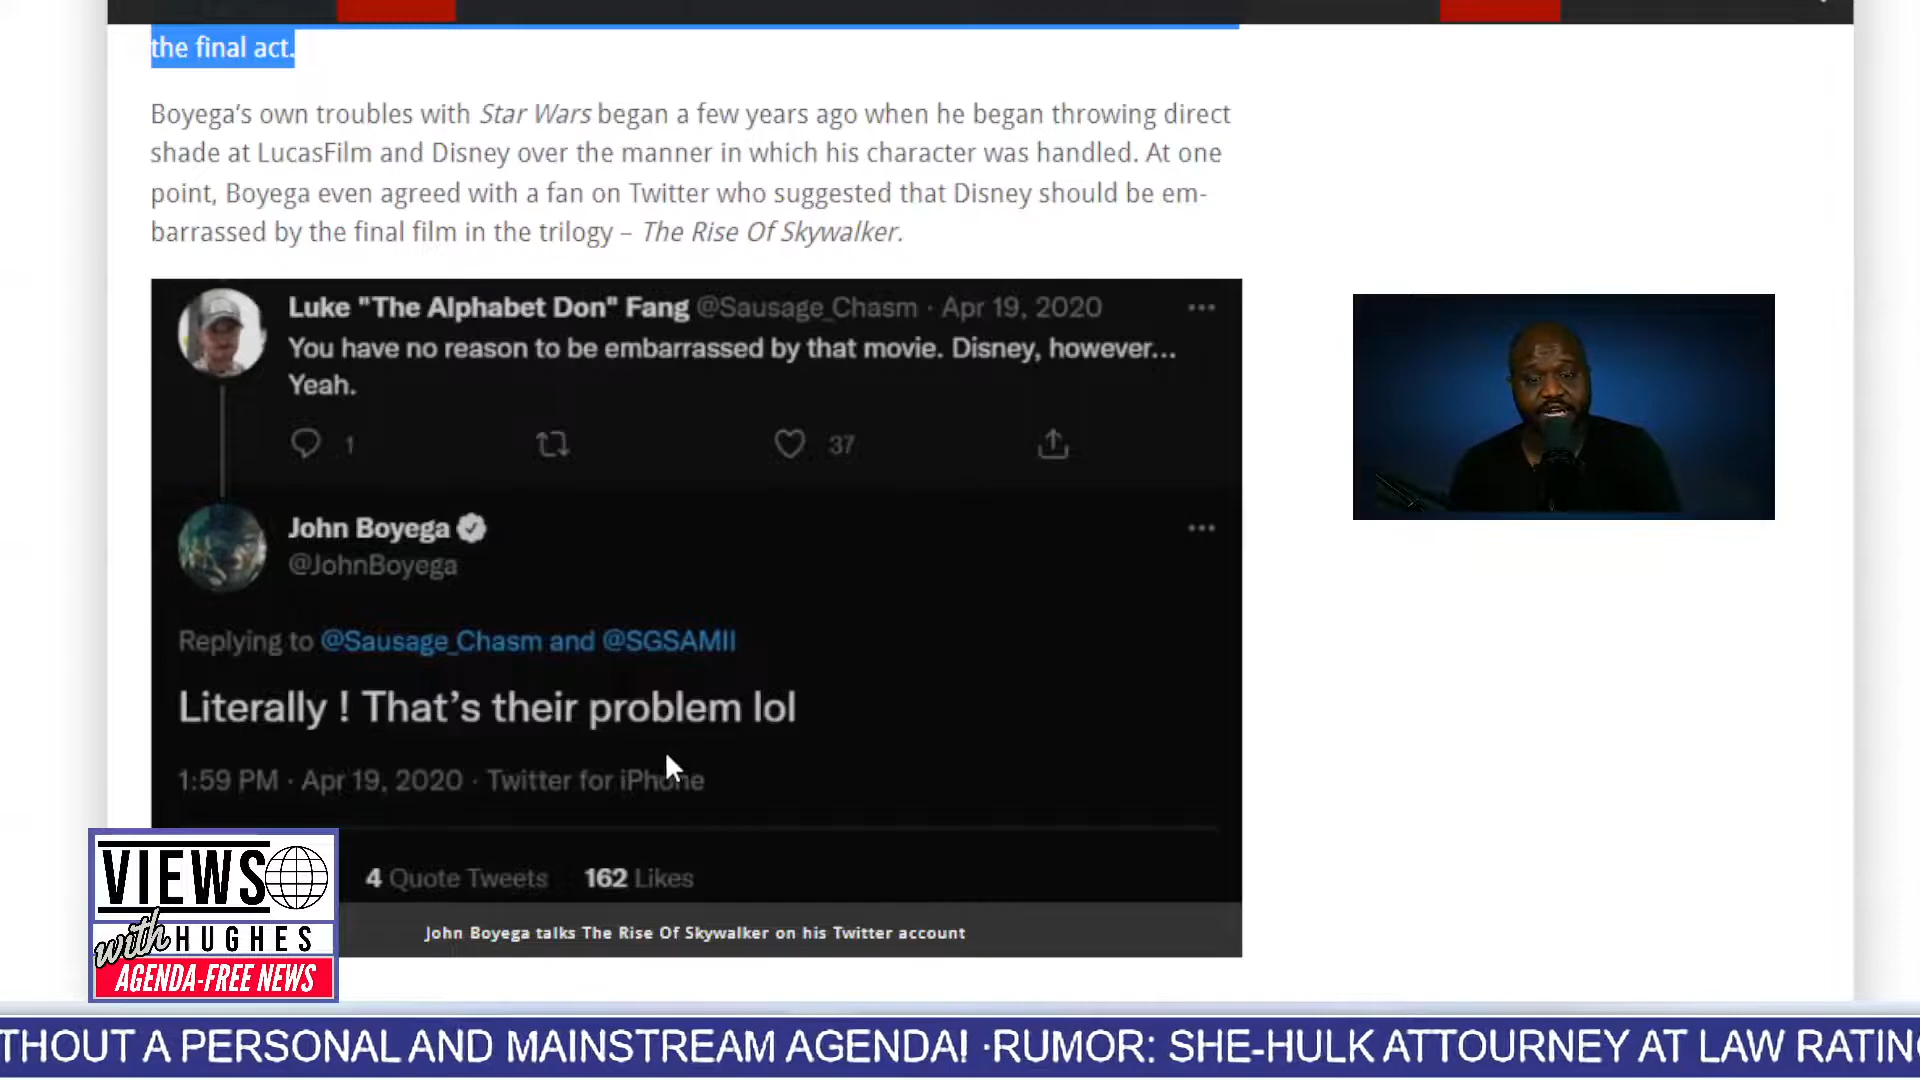 the final act.
Boyega's own troubles with Star Wars began a few years ago when he began throwing direct
shade at LucasFilm and Disney over the manner in which his character was handled. At one
point, Boyega even agreed with a fan on Twitter who suggested that Disney should be em-
barrassed by the final film in the trilogy – The Rise Of Skywalker.
Luke "The Alphabet Don" Fang @Sausage_Chasm · Apr 19, 2020
You have no reason to be embarrassed by that movie. Disney, however...
Yeah.
1 37
John Boyega
@JohnBoyega
Replying to @Sausage_Chasm and @SGSAMII
Literally ! That's their problem lol
1:59 PM · Apr 19, 2020 · Twitter for iPhone
4 Quote Tweets 162 Likes
John Boyega talks The Rise Of Skywalker on his Twitter account
VIEWS
with HUGHES
AGENDA-FREE NEWS
THOUT A PERSONAL AND MAINSTREAM AGENDA! ·RUMOR: SHE-HULK ATTOURNEY AT LAW RATING